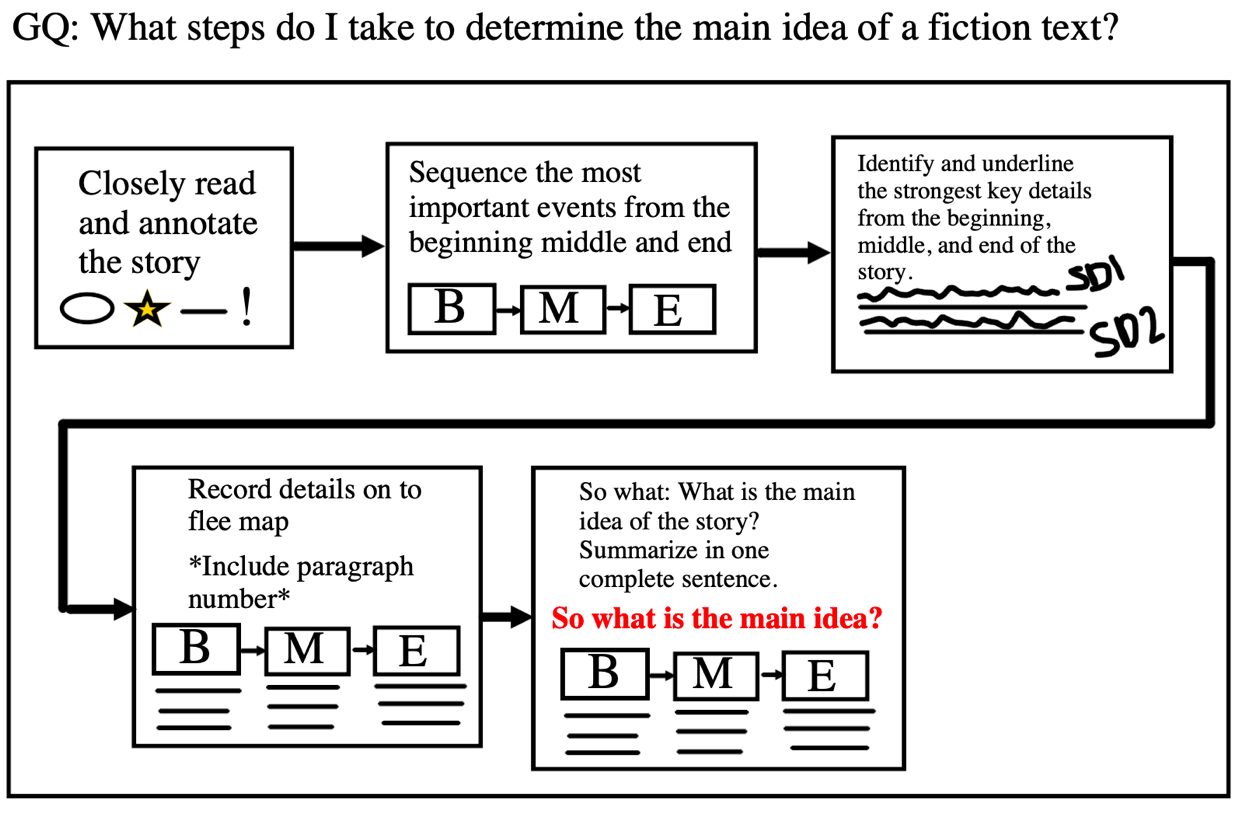 GQ: What steps do I take to determine the main idea of a fiction text?
Closely read
and annotate
the story
!
Sequence the most
important events from the
beginning middle and end
B M E
Identify and underline
the strongest key details
from the beginning,
middle, and end of the
story.
SD1
SD2
Record details on to
flee map
*Include paragraph
number*
B M E
So what: What is the main
idea of the story?
Summarize in one
complete sentence.
So what is the main idea?
B M E